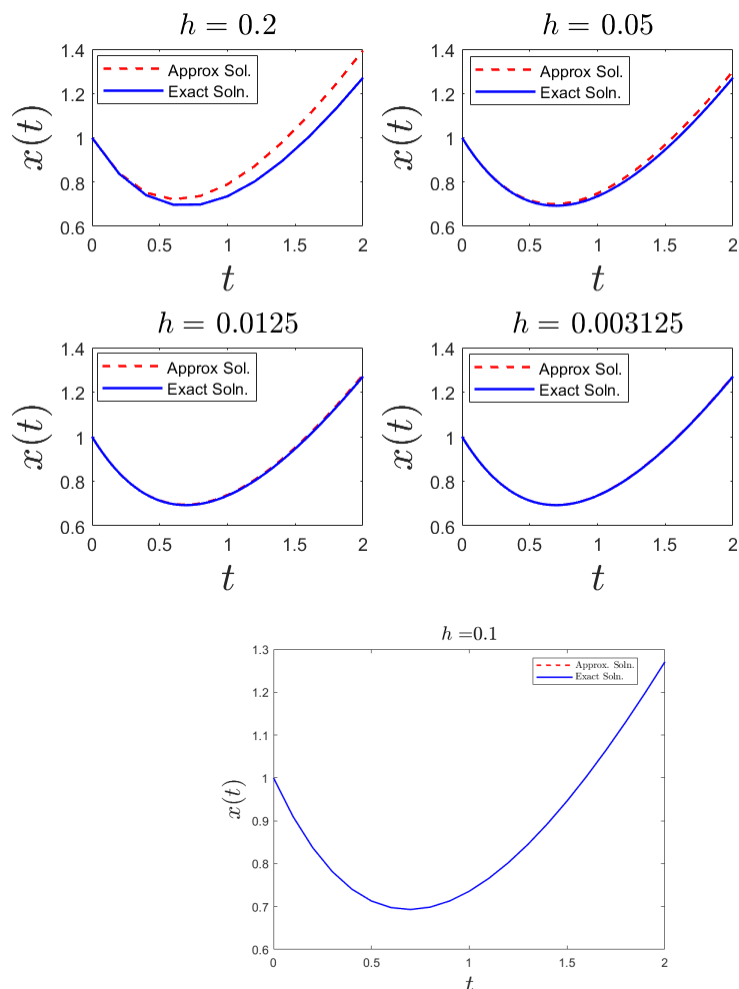 h = 0.2
1.4
1.2
1
0.8
0.6
x(t)
Approx Sol.
Exact Soln.
0 0.5 1 1.5 2
t
h = 0.05
1.4
1.2
1
0.8
0.6
x(t)
Approx Sol.
Exact Soln.
0 0.5 1 1.5 2
t
h = 0.0125
1.4
1.2
1
0.8
0.6
x(t)
Approx Sol.
Exact Soln.
0 0.5 1 1.5 2
t
h = 0.003125
1.4
1.2
1
0.8
0.6
x(t)
Approx Sol.
Exact Soln.
0 0.5 1 1.5 2
t
h =0.1
1.3
1.2
1.1
1
0.9
0.8
0.7
0.6
x(t)
Approx. Soln.
Exact Soln.
0 0.5 1 1.5 2
t